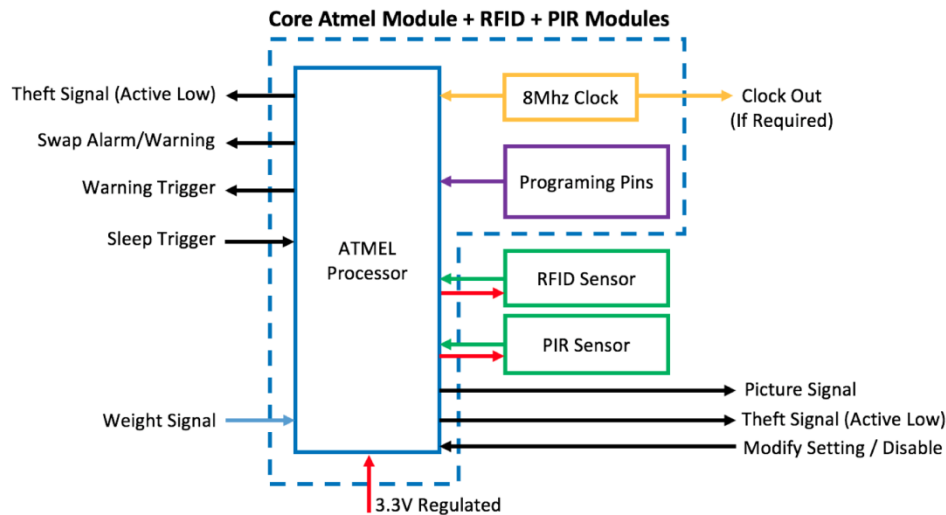 Core Atmel Module + RFID + PIR Modules
Theft Signal (Active Low)
Swap Alarm/Warning
Warning Trigger
Sleep Trigger
Weight Signal
ATMEL
Processor
8Mhz Clock
Programing Pins
RFID Sensor
PIR Sensor
Clock Out
(If Required)
Picture Signal
Theft Signal (Active Low)
Modify Setting / Disable
3.3V Regulated